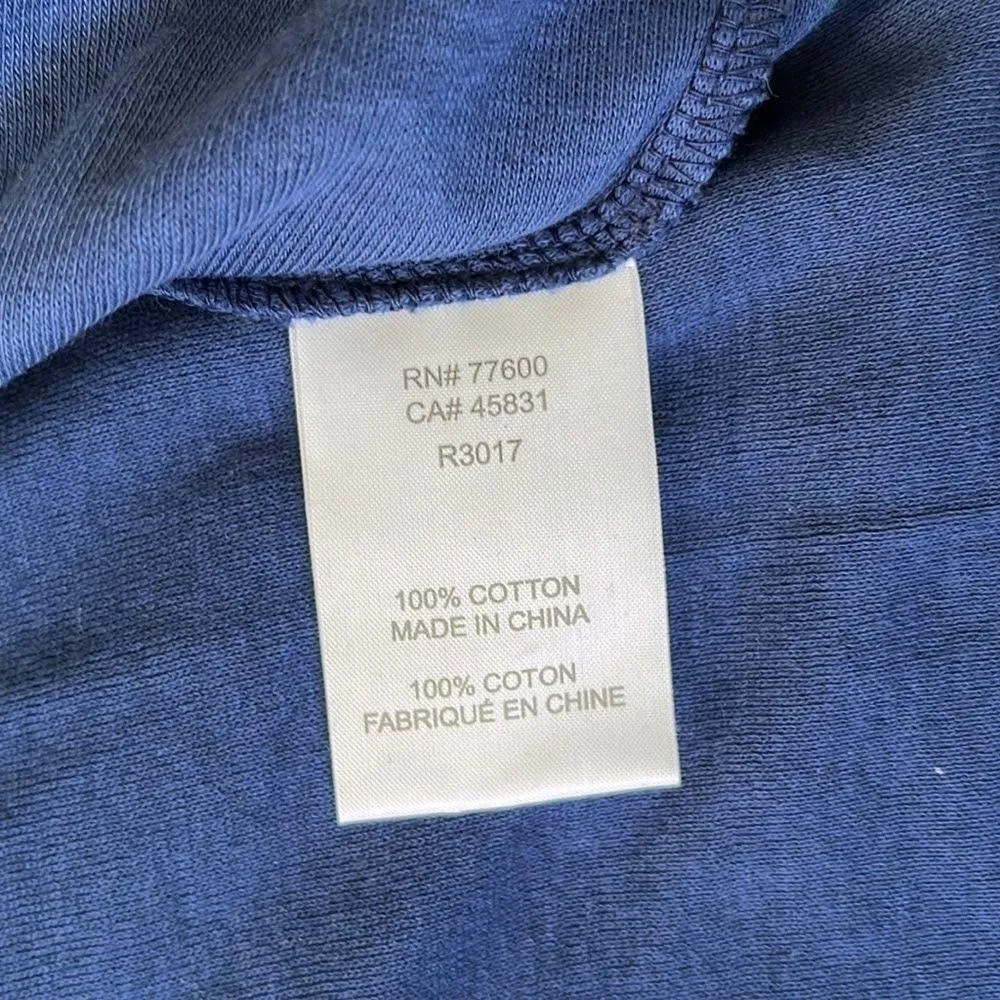 RN# 77600
CA# 45831
R3017
100% COTTON
MADE IN CHINA
100% COTON
FABRIQUÉ EN CHINE